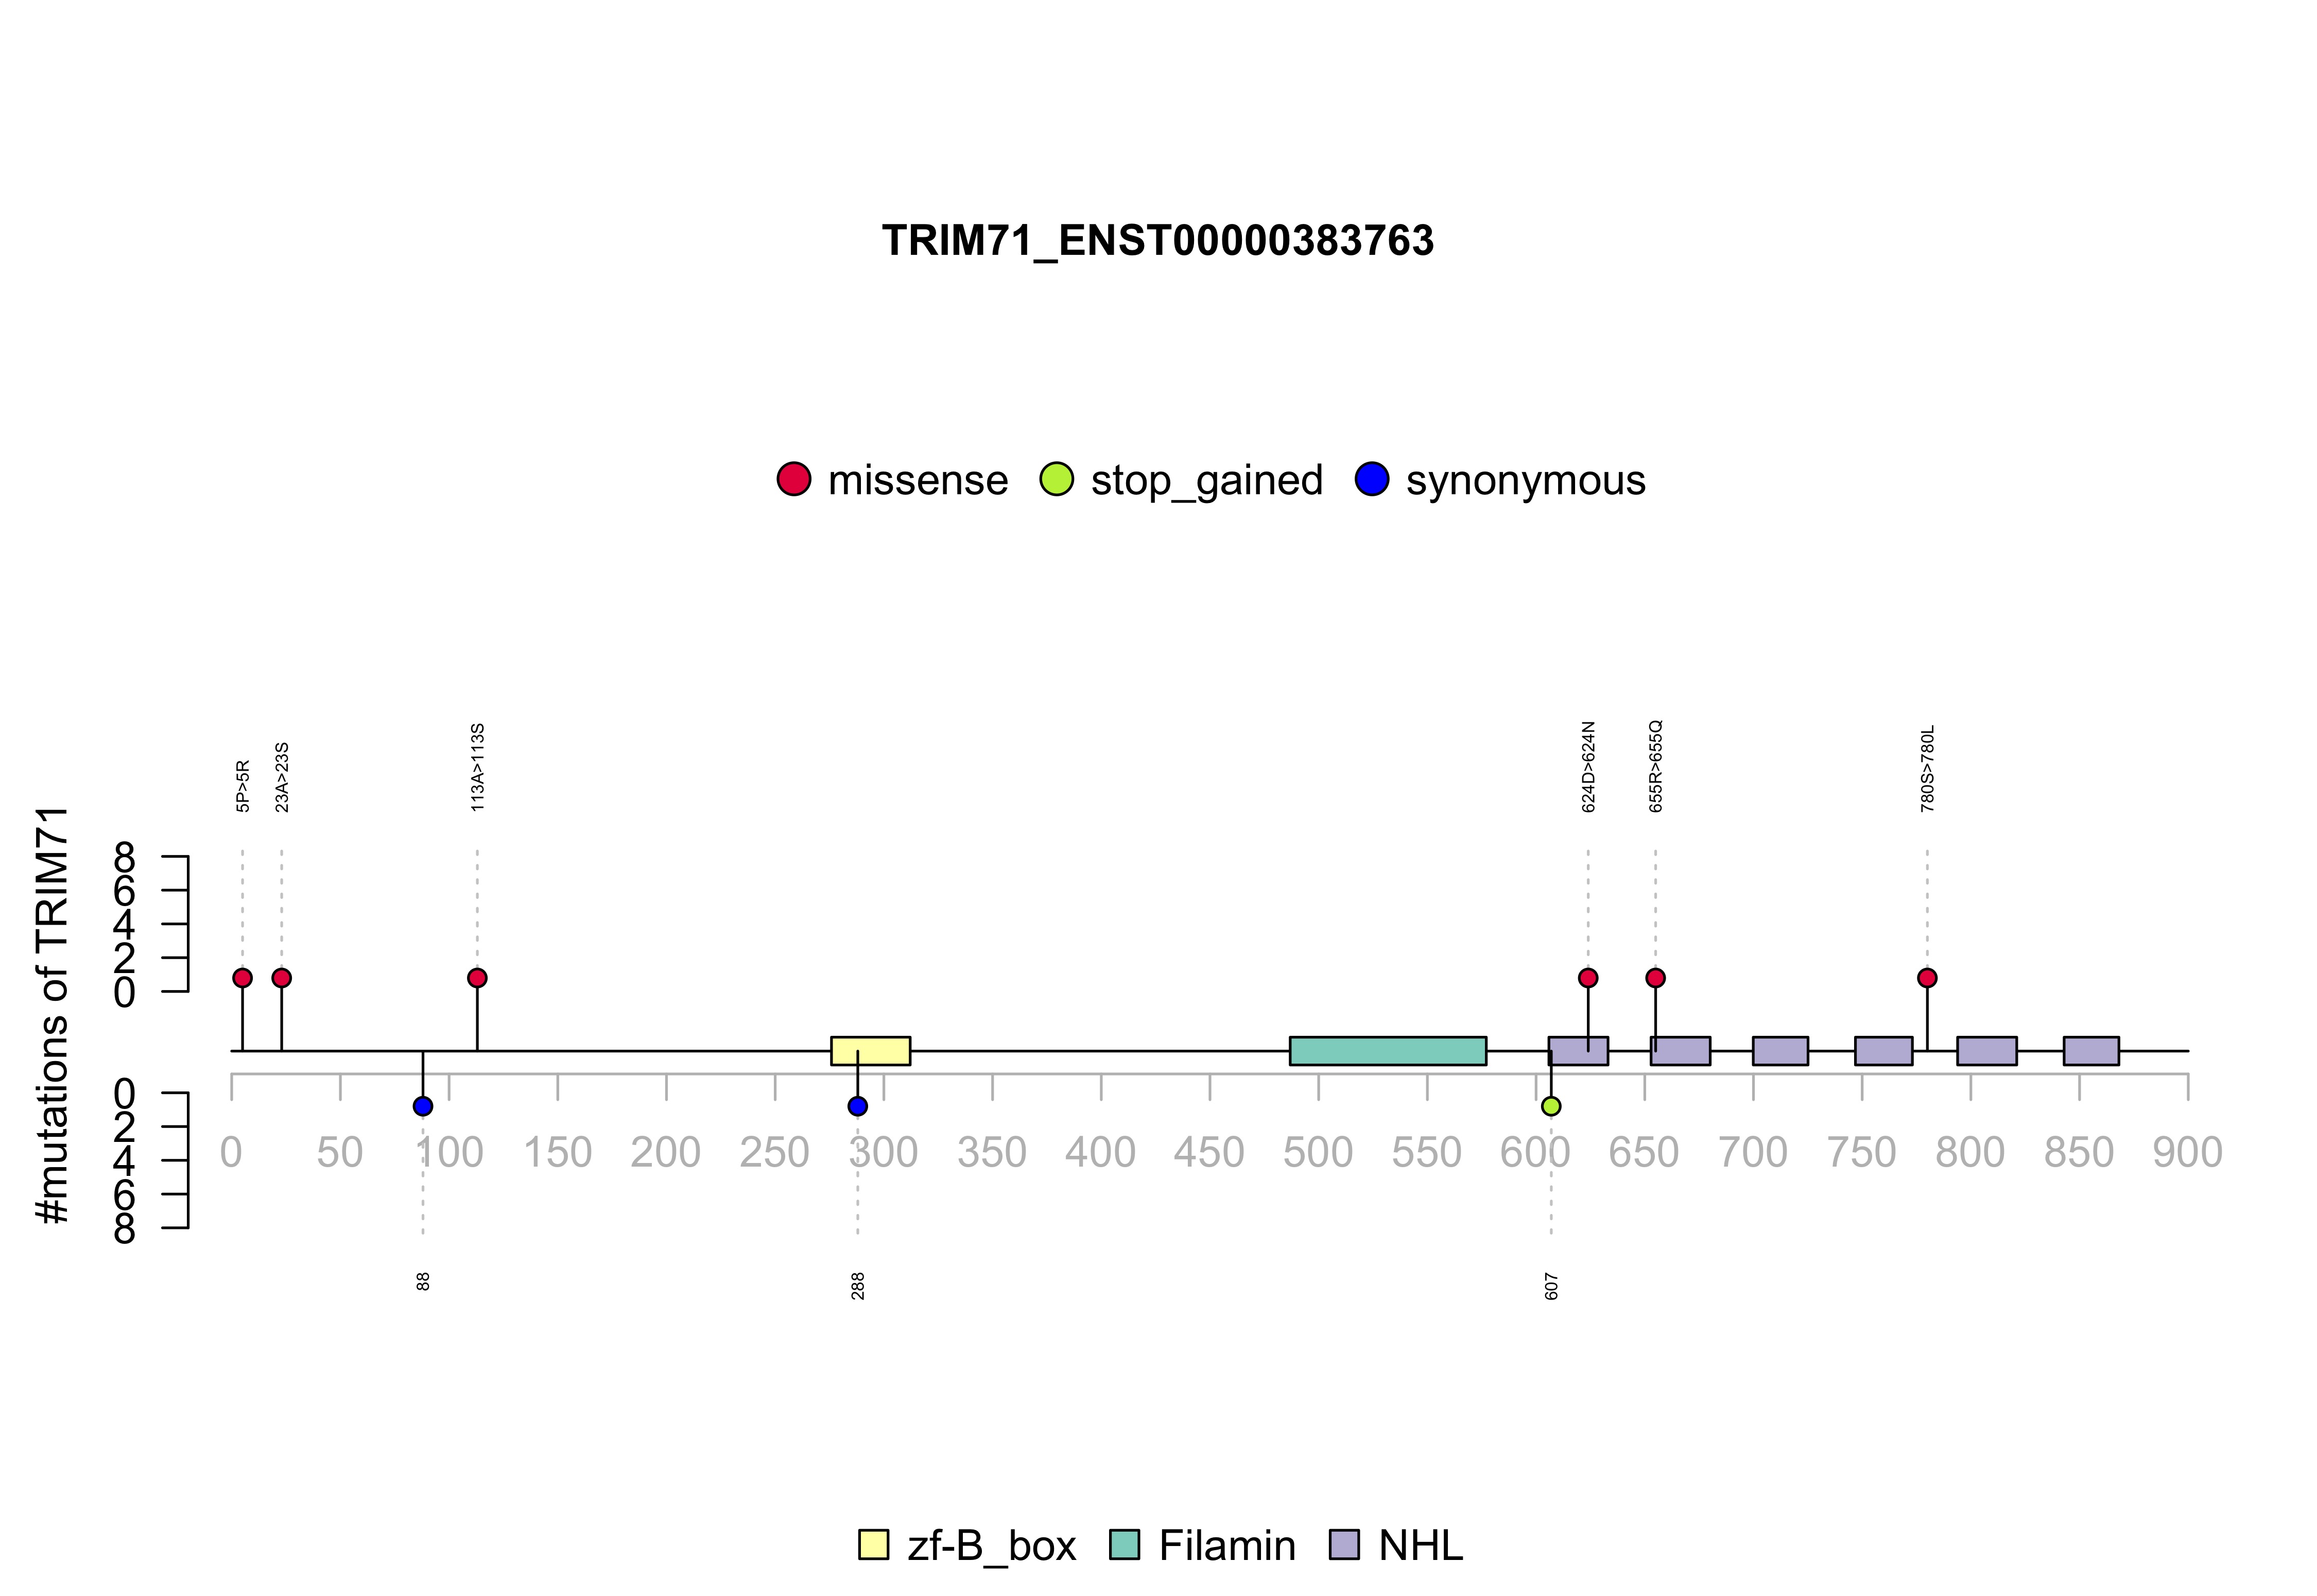 TRIM71_ENST00000383763
missense stop_gained synonymous
5P>5R
23A>23S
113A>113S
624D>624N
655R>655Q
780S>780L
#mutations of TRIM71
8
6
4
2
0
0
2
4
6
8
0 50 100 150 200 250 300 350 400 450 500 550 600 650 700 750 800 850 900
88
288
607
zf-B_box Filamin NHL